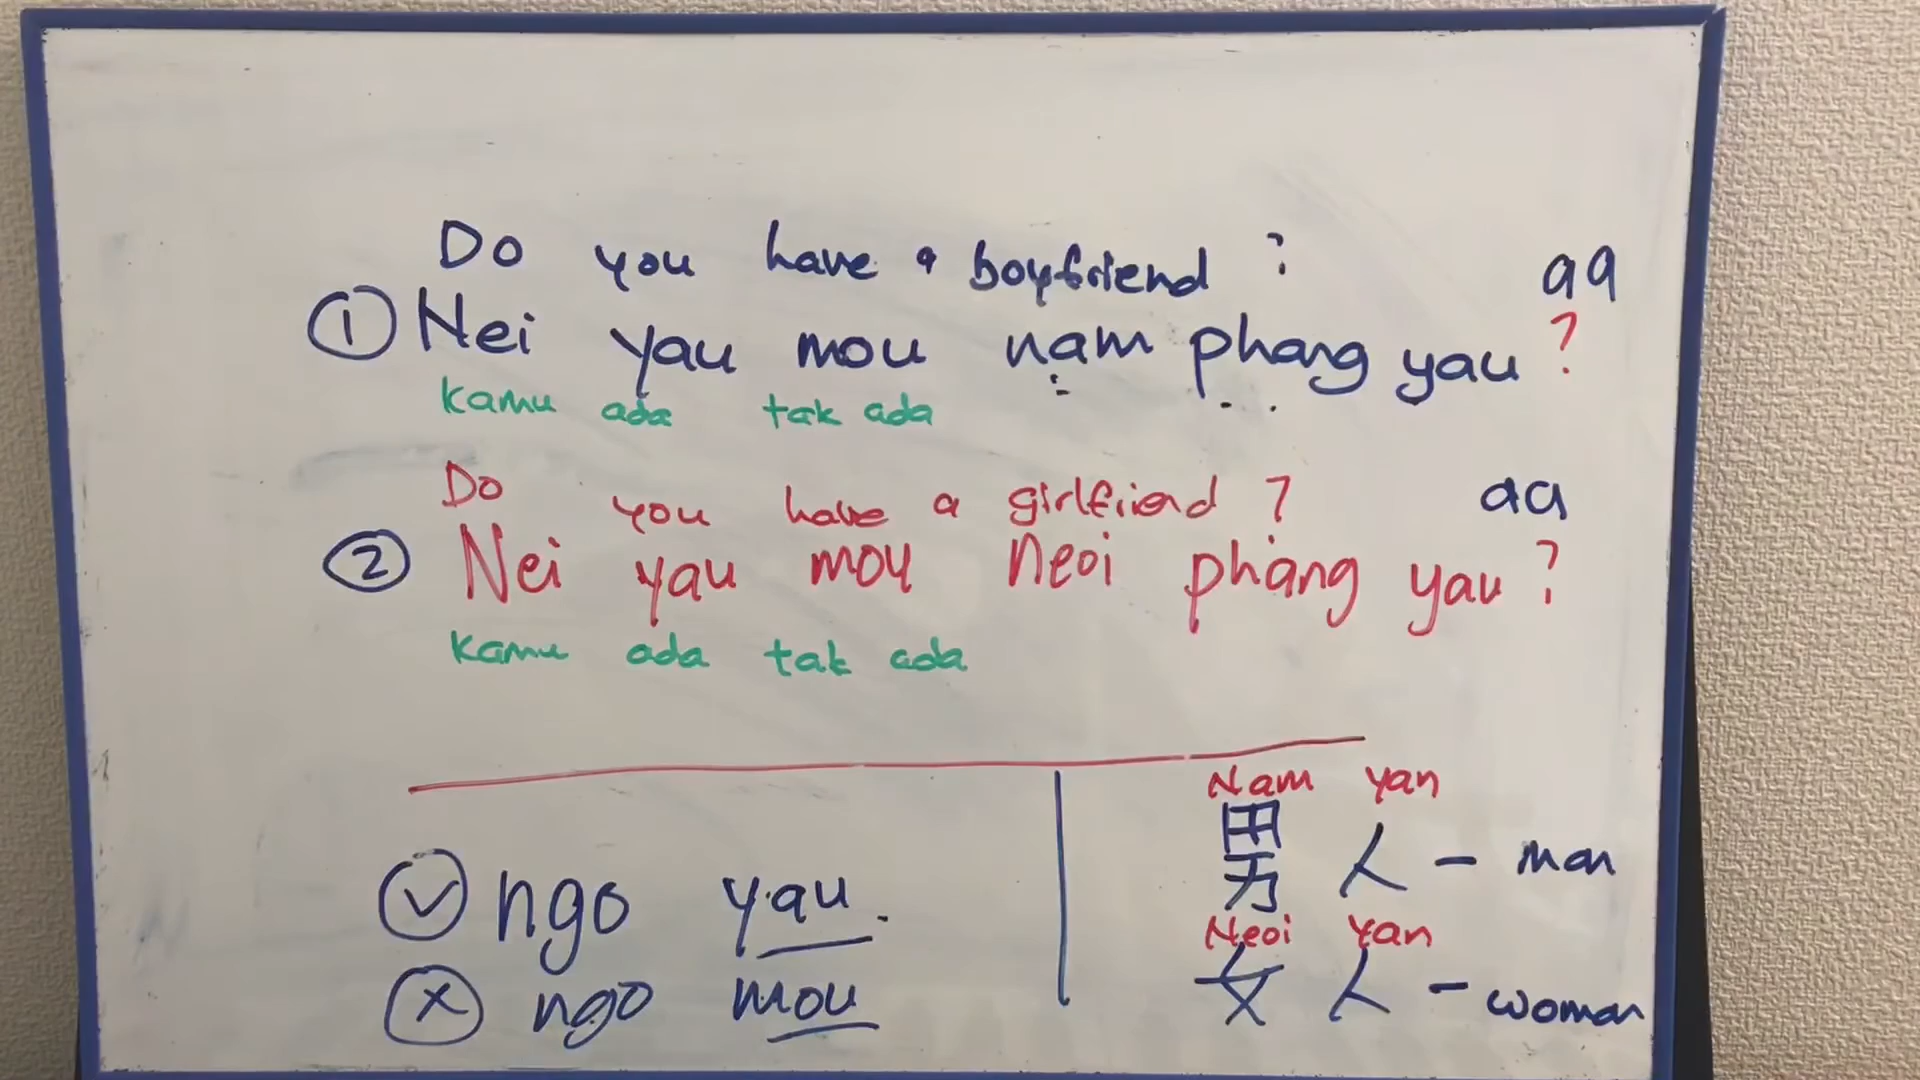 Do you have a boyfriend ?
aa
① Nei yau mou nam phang yau ?
kamu ada tak ada
Do you have a girlfriend ?
aa
② Nei yau mou neoi phang yau ?
kamu ada tak ada
✓ ngo yau.
x ngo mou
Nam yan
男 人 - man
Neoi yan
女 人 - woman